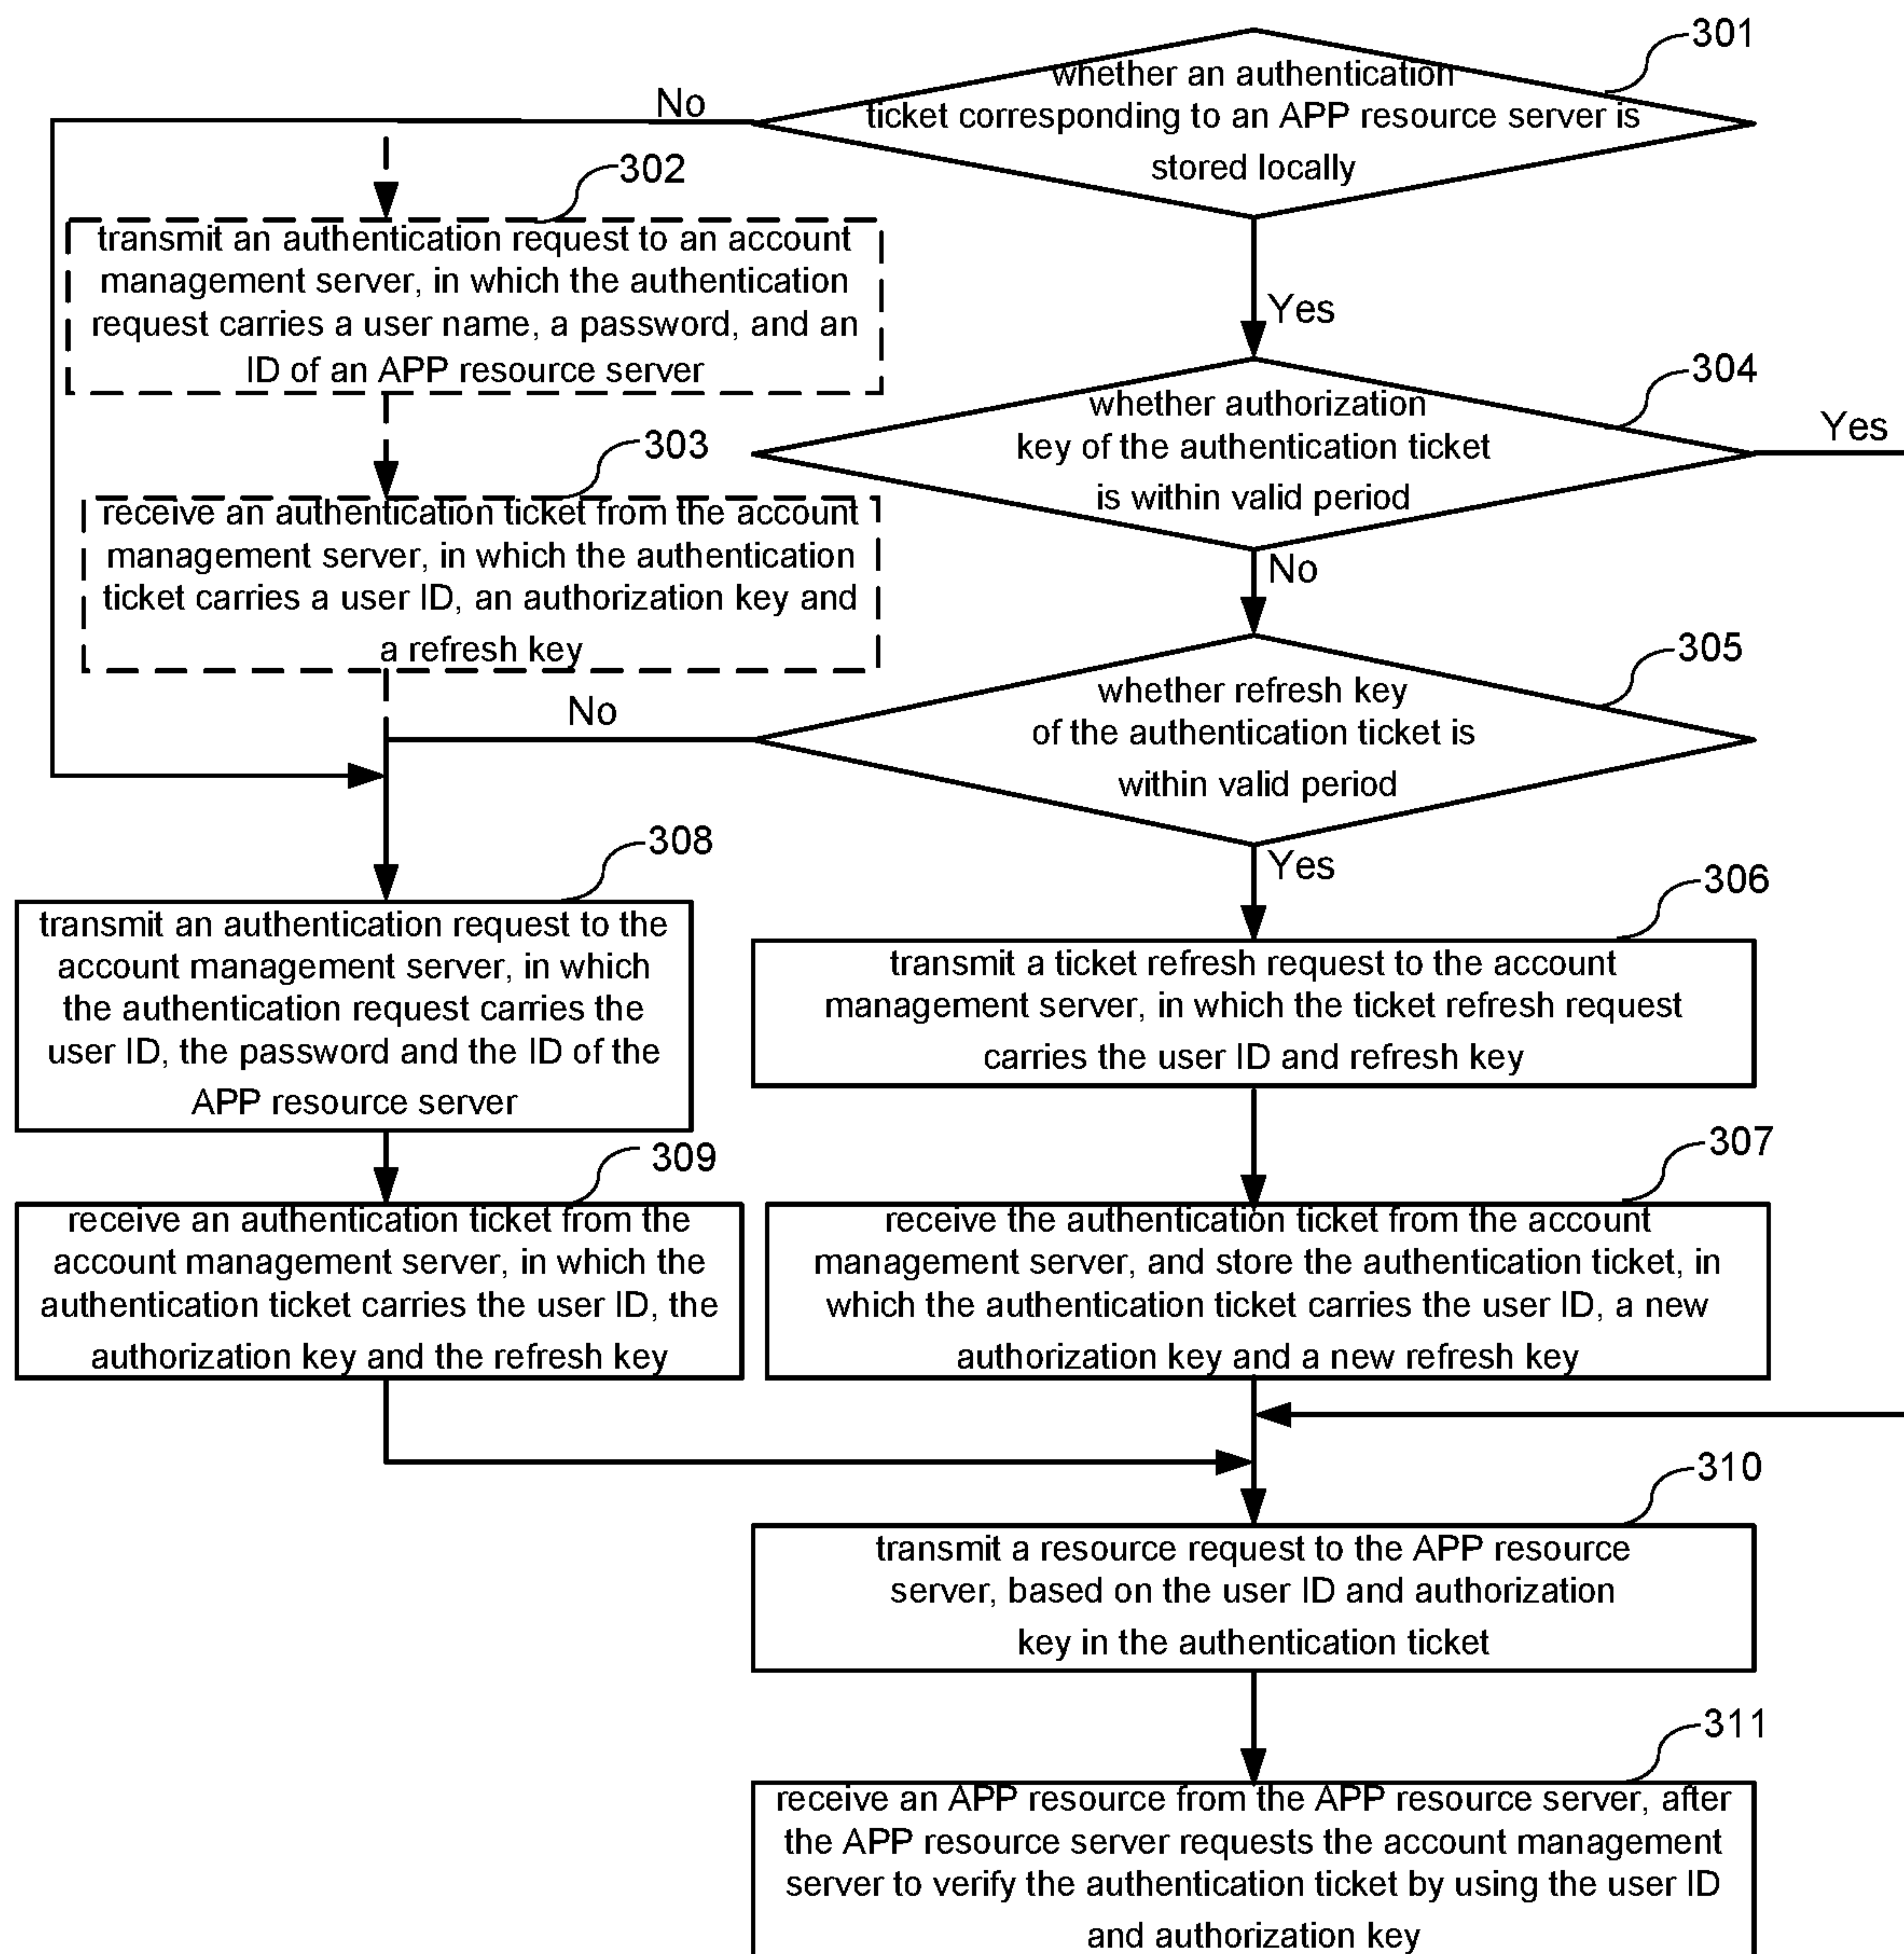 301
whether an authentication
ticket corresponding to an APP resource server is
stored locally
No
Yes
302
transmit an authentication request to an account
management server, in which the authentication
request carries a user name, a password, and an
ID of an APP resource server
304
whether authorization
key of the authentication ticket
is within valid period
Yes
No
303
receive an authentication ticket from the account
management server, in which the authentication
ticket carries a user ID, an authorization key and
a refresh key
305
whether refresh key
of the authentication ticket is
within valid period
No
Yes
308
transmit an authentication request to the
account management server, in which
the authentication request carries the
user ID, the password and the ID of the
APP resource server
306
transmit a ticket refresh request to the account
management server, in which the ticket refresh request
carries the user ID and refresh key
309
receive an authentication ticket from the
account management server, in which the
authentication ticket carries the user ID, the
authorization key and the refresh key
307
receive the authentication ticket from the account
management server, and store the authentication ticket, in
which the authentication ticket carries the user ID, a new
authorization key and a new refresh key
310
transmit a resource request to the APP resource
server, based on the user ID and authorization
key in the authentication ticket
311
receive an APP resource from the APP resource server, after
the APP resource server requests the account management
server to verify the authentication ticket by using the user ID
and authorization key